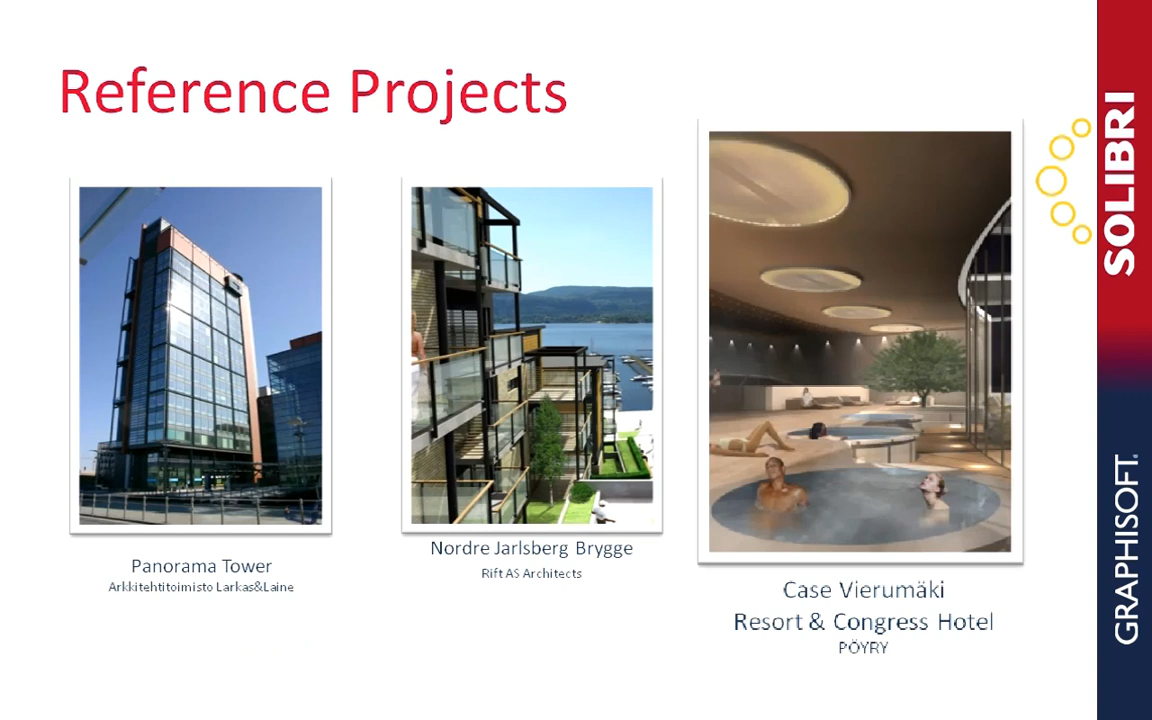 Reference Projects
Panorama Tower
Arkkitehtitoimisto Larkas&Laine
Nordre Jarlsberg Brygge
Rift AS Architects
Case Vierumäki
Resort & Congress Hotel
PÖYRY
SOLIBRI
GRAPHISOFT®